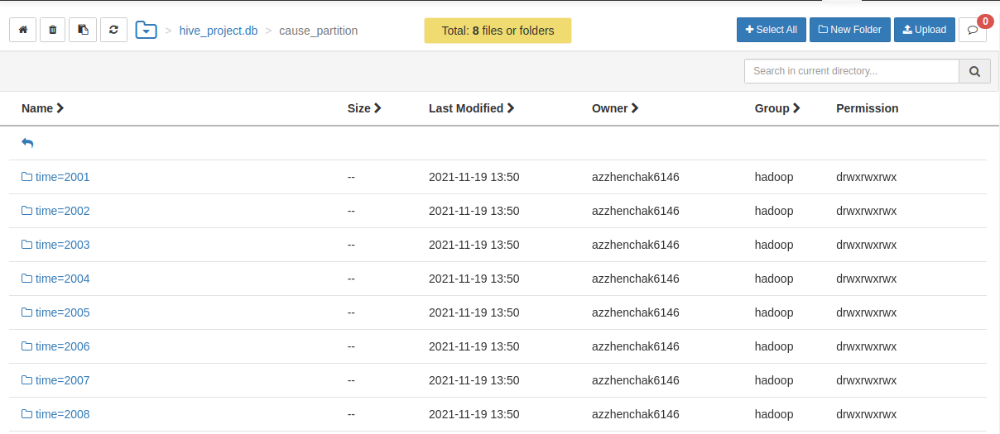 > hive_project.db > cause_partition
Total: 8 files or folders
Select All
New Folder
Upload
0
Search in current directory...
Name Size Last Modified Owner Group Permission
time=2001 -- 2021-11-19 13:50 azzhenchak6146 hadoop drwxrwxrwx
time=2002 -- 2021-11-19 13:50 azzhenchak6146 hadoop drwxrwxrwx
time=2003 -- 2021-11-19 13:50 azzhenchak6146 hadoop drwxrwxrwx
time=2004 -- 2021-11-19 13:50 azzhenchak6146 hadoop drwxrwxrwx
time=2005 -- 2021-11-19 13:50 azzhenchak6146 hadoop drwxrwxrwx
time=2006 -- 2021-11-19 13:50 azzhenchak6146 hadoop drwxrwxrwx
time=2007 -- 2021-11-19 13:50 azzhenchak6146 hadoop drwxrwxrwx
time=2008 -- 2021-11-19 13:50 azzhenchak6146 hadoop drwxrwxrwx